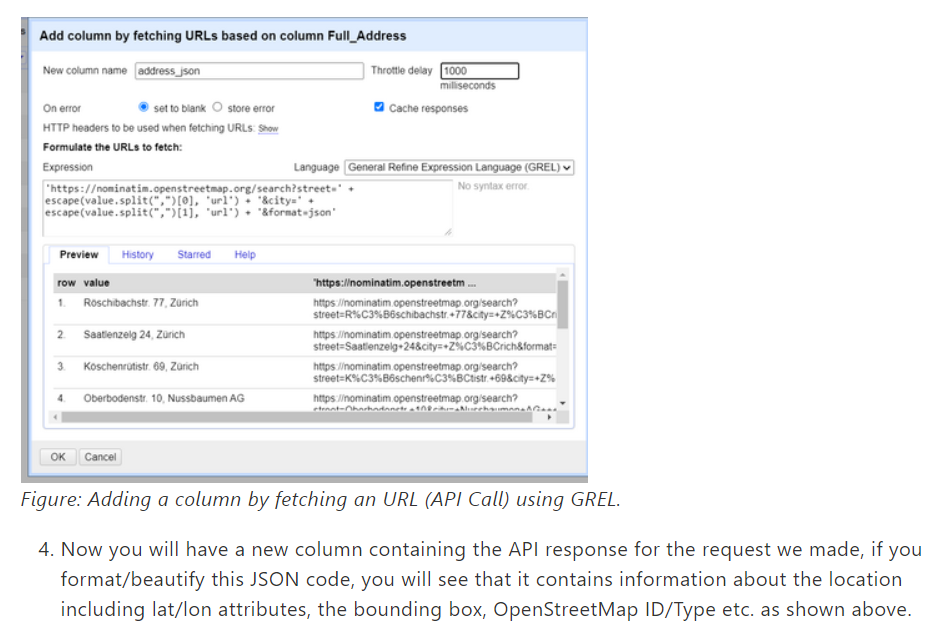 Add column by fetching URLs based on column Full_Address
New column name address_json Throttle delay 1000
milliseconds
On error set to blank store error Cache responses
HTTP headers to be used when fetching URLs: Show
Formulate the URLs to fetch:
Expression Language General Refine Expression Language (GREL)
'https://nominatim.openstreetmap.org/search?street=' + No syntax error.
escape(value.split(",")[0], 'url') + '&city=' +
escape(value.split(",")[1], 'url') + '&format=json'
Preview History Starred Help
row value 'https://nominatim.openstreetm ...
1. Röschibachstr. 77, Zürich https://nominatim.openstreetmap.org/search?
street=R%C3%B6schibachstr.+77&city=+Z%C3%BCri
2. Saatlenzelg 24, Zürich https://nominatim.openstreetmap.org/search?
street=Saatlenzelg+24&city=+Z%C3%BCrich&format=
3. Köschenrütistr. 69, Zürich https://nominatim.openstreetmap.org/search?
street=K%C3%B6schenr%C3%BCtistr.+69&city=+Z%
4. Oberbodenstr. 10, Nussbaumen AG https://nominatim.openstreetmap.org/search?
street=Oberbodenstr.+10&city=+Nussbaumen+AG+++
OK Cancel
Figure: Adding a column by fetching an URL (API Call) using GREL.
4. Now you will have a new column containing the API response for the request we made, if you
format/beautify this JSON code, you will see that it contains information about the location
including lat/lon attributes, the bounding box, OpenStreetMap ID/Type etc. as shown above.